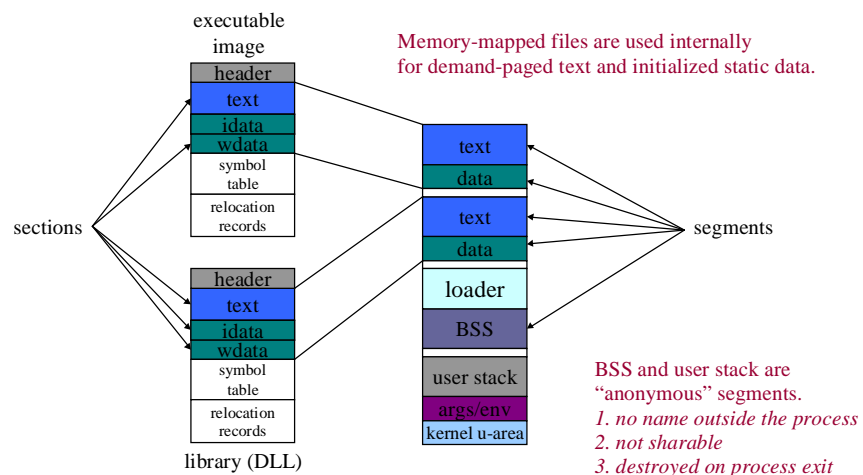 executable
image
header
text
idata
wdata
symbol
table
relocation
records
sections
header
text
idata
wdata
symbol
table
relocation
records
library (DLL)
Memory-mapped files are used internally
for demand-paged text and initialized static data.
text
data
text
data
loader
BSS
user stack
args/env
kernel u-area
segments
BSS and user stack are
“anonymous” segments.
1. no name outside the process
2. not sharable
3. destroyed on process exit